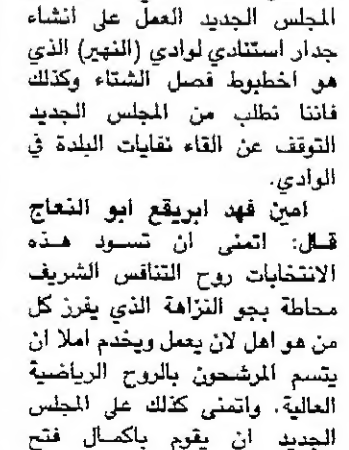 المجلس الجديد العمل على انشاء
جدار استنادي لوادي (النهير) الذي
هو اخطبوط فصل الشتاء وكذلك
فاننا نطلب من المجلس الجديد
التوقف عن القاء نفايات البلدة في
الوادي.
امين فهد ابريقع ابو النعاج
قال: اتمنى ان تسود هذه
الانتخابات روح التنافس الشريف
محاطة بجو النزاهة الذي يفرز كل
من هو اهل لان يعمل ويخدم املا ان
يتسم المرشحون بالروح الرياضية
العالية. واتمنى كذلك على المجلس
الجديد ان يقوم باكمال فتح